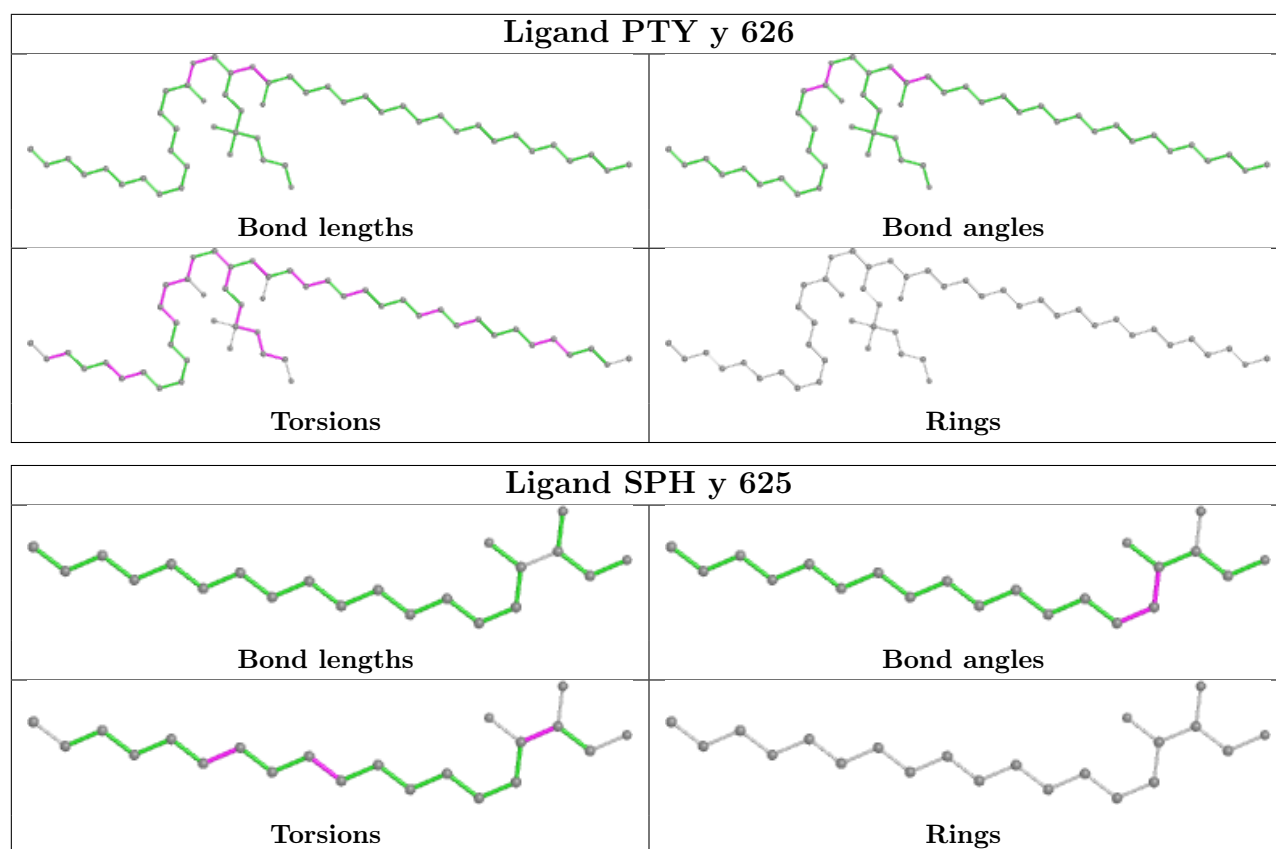 Ligand PTY y 626
Bond lengths
Bond angles
Torsions
Rings
Ligand SPH y 625
Bond lengths
Bond angles
Torsions
Rings